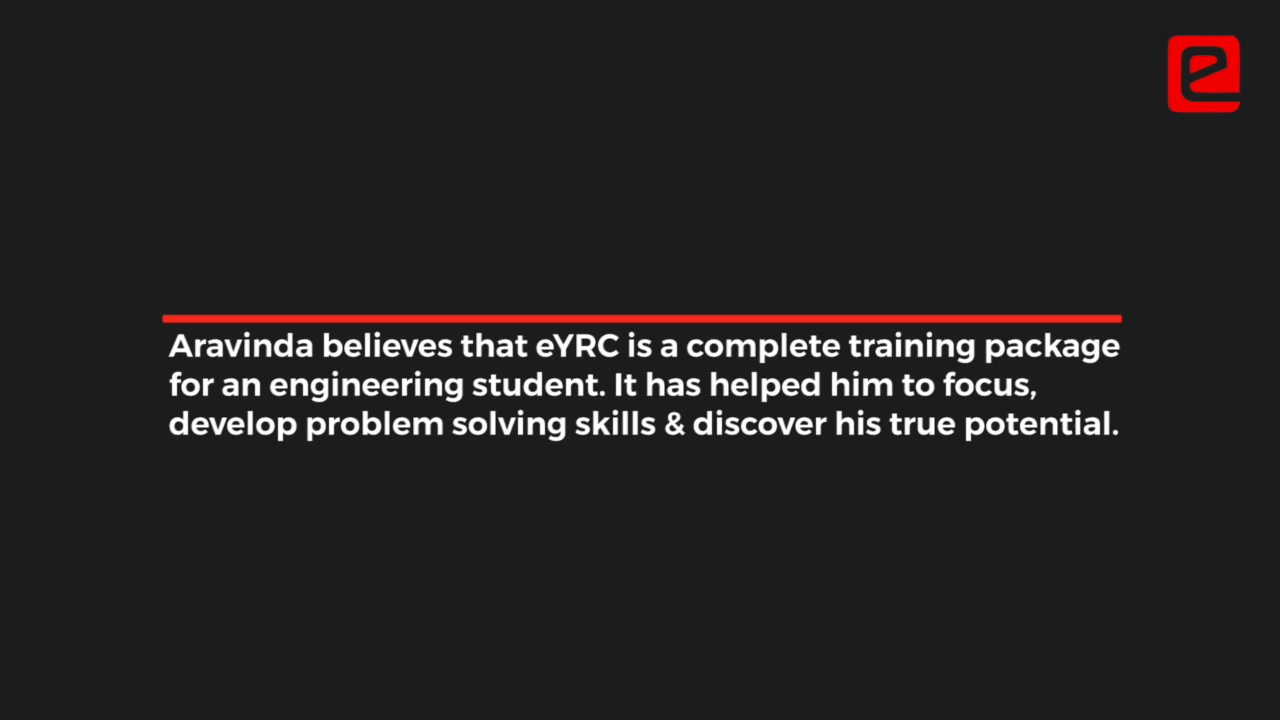 e
Aravinda believes that eYRC is a complete training package
for an engineering student. It has helped him to focus,
develop problem solving skills & discover his true potential.